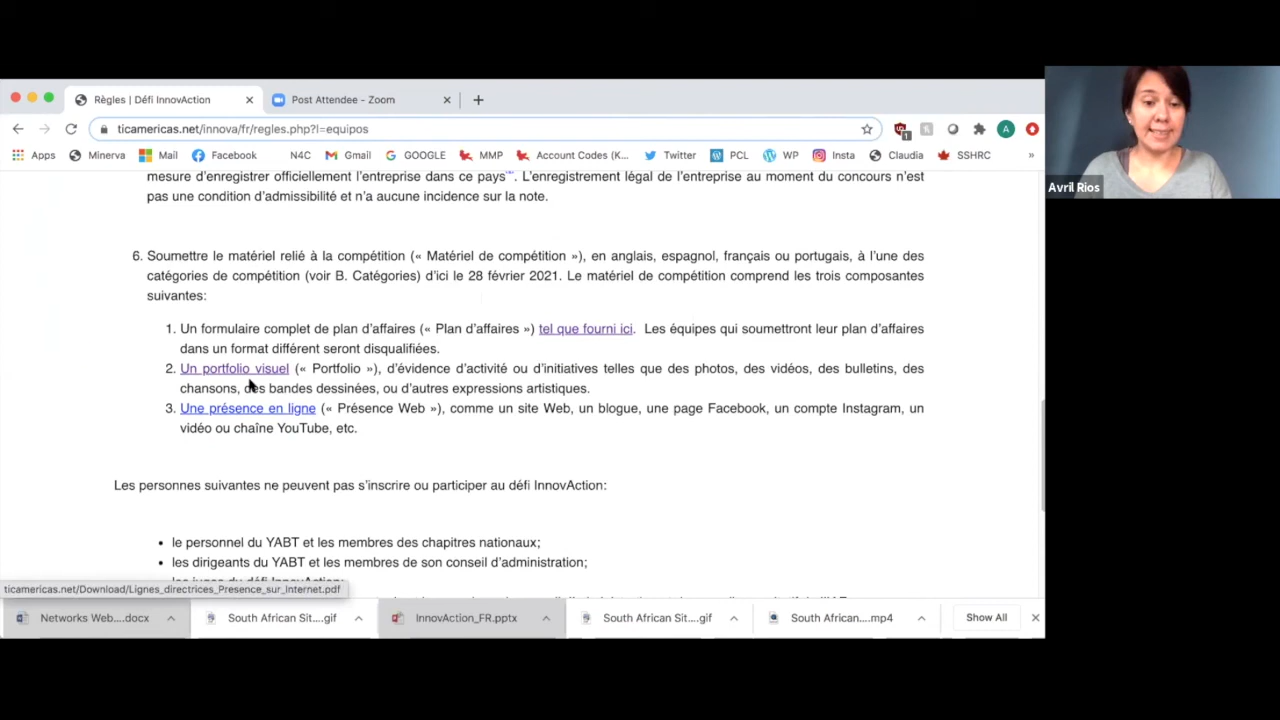 Règles | Défi InnovAction
Post Attendee - Zoom
ticamericas.net/innova/fr/regles.php?l=equipos
Apps Minerva Mail Facebook N4C Gmail GOOGLE MMP Account Codes (K... Twitter PCL WP Insta Claudia SSHRC »
mesure d'enregistrer officiellement l'entreprise dans ce pays". L'enregistrement légal de l'entreprise au moment du concours n'est
pas une condition d'admissibilité et n'a aucune incidence sur la note.
6. Soumettre le matériel relié à la compétition (« Matériel de compétition »), en anglais, espagnol, français ou portugais, à l'une des
catégories de compétition (voir B. Catégories) d'ici le 28 février 2021. Le matériel de compétition comprend les trois composantes
suivantes:
1. Un formulaire complet de plan d'affaires (« Plan d'affaires ») tel que fourni ici. Les équipes qui soumettront leur plan d'affaires
dans un format différent seront disqualifiées.
2. Un portfolio visuel (« Portfolio »), d'évidence d'activité ou d'initiatives telles que des photos, des vidéos, des bulletins, des
chansons, des bandes dessinées, ou d'autres expressions artistiques.
3. Une présence en ligne (« Présence Web »), comme un site Web, un blogue, une page Facebook, un compte Instagram, un
vidéo ou chaîne YouTube, etc.
Les personnes suivantes ne peuvent pas s'inscrire ou participer au défi InnovAction:
• le personnel du YABT et les membres des chapitres nationaux;
• les dirigeants du YABT et les membres de son conseil d'administration;
• les juges du défi InnovAction;
ticamericas.net/Download/Lignes_directrices_Presence_sur_Internet.pdf
Networks Web....docx
South African Sit....gif
InnovAction_FR.pptx
South African Sit....gif
South African....mp4
Show All
Avril Rios